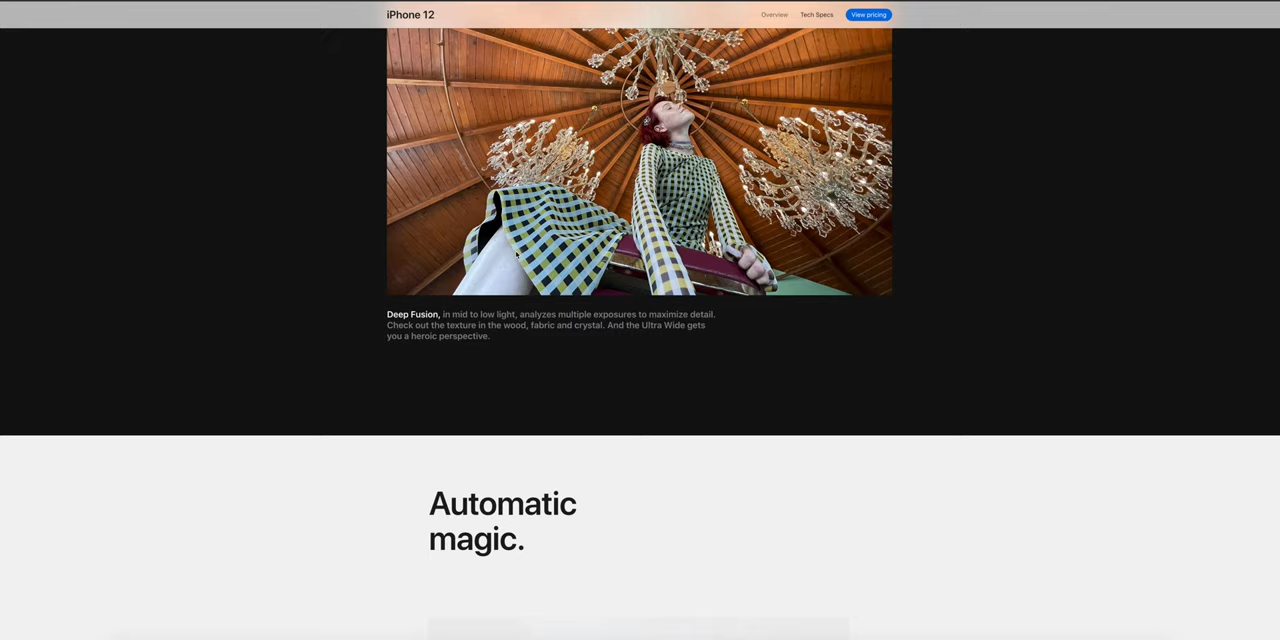 iPhone 12
Overview
Tech Specs
View pricing
Deep Fusion, in mid to low light, analyzes multiple exposures to maximize detail.
Check out the texture in the wood, fabric and crystal. And the Ultra Wide gets
you a heroic perspective.
Automatic
magic.